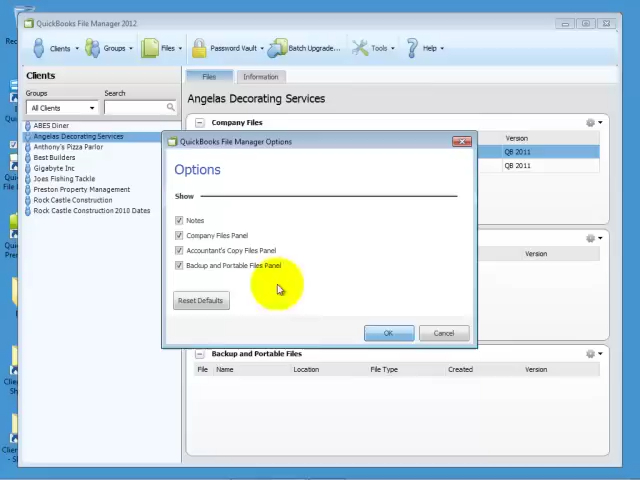 Rec
QuickBooks File Manager 2012
Clients
Groups
Files
Password Vault
Batch Upgrade...
Tools
Help
Clients
Groups
Search
All Clients
ABES Diner
Angelas Decorating Services
Anthony's Pizza Parlor
Best Builders
Gigabyte Inc
Joes Fishing Tackle
Preston Property Management
Rock Castle Construction
Rock Castle Construction 2010 Dates
Files
Information
Angelas Decorating Services
Company Files
Version
QB 2011
QB 2011
Version
QuickBooks File Manager Options
Options
Show
Notes
Company Files Panel
Accountant's Copy Files Panel
Backup and Portable Files Panel
Reset Defaults
OK
Cancel
Backup and Portable Files
File
Name
Location
File Type
Created
Version